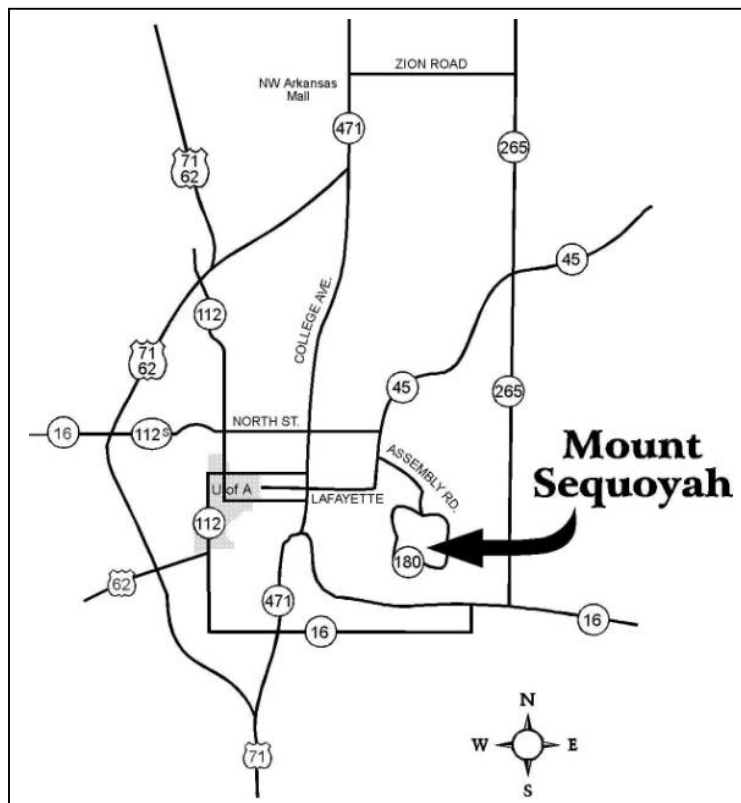 ZION ROAD
NW Arkansas
Mall
471
265
71
62
45
COLLEGE AVE.
112
71
62
45
265
NORTH ST.
16
112 S
ASSEMBLY RD.
Mount
Sequoyah
U of A
LAFAYETTE
112
180
62
471
16
16
N
W
E
S
71